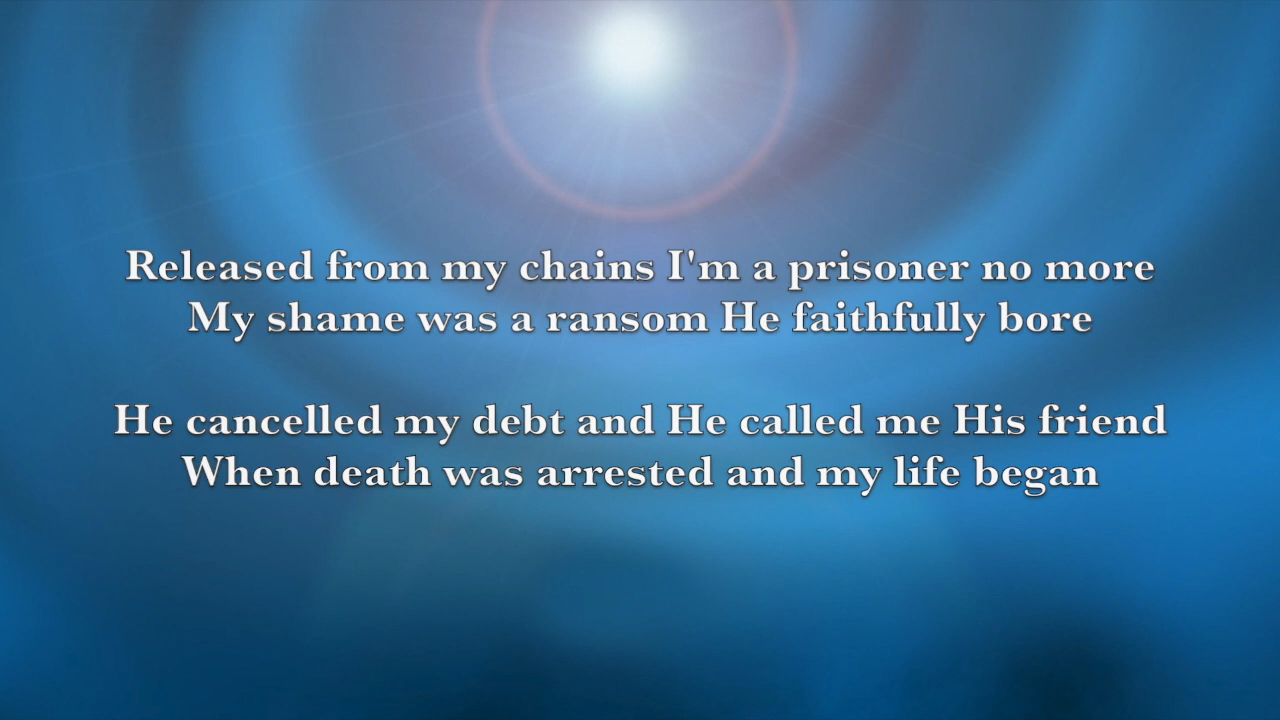 Released from my chains I'm a prisoner no more
My shame was a ransom He faithfully bore
He cancelled my debt and He called me His friend
When death was arrested and my life began